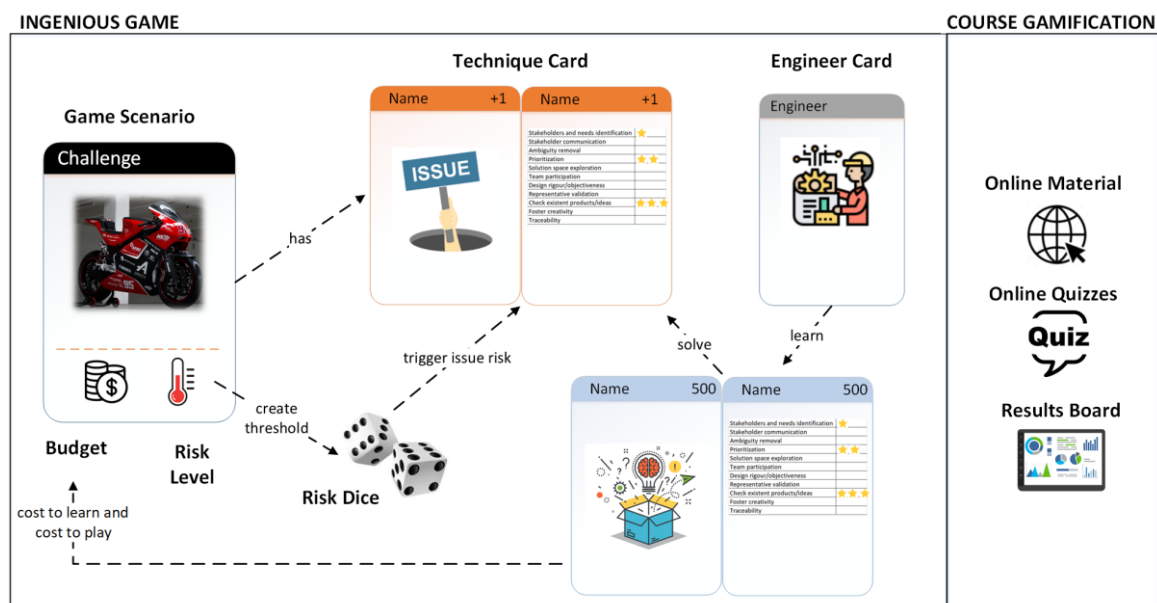 INGENIOUS GAME
COURSE GAMIFICATION
Technique Card
Engineer Card
Game Scenario
Challenge
Name +1
Name +1
Stakeholders and needs identification
Stakeholder communication
Ambiguity removal
Prioritization
Solution space exploration
Team participation
Design rigour/objectiveness
Representative validation
Check existent products/ideas
Foster creativity
Traceability
ISSUE
Engineer
has
trigger issue risk
solve
learn
create
threshold
Budget
Risk
Level
Risk Dice
cost to learn and
cost to play
Name 500
Name 500
Stakeholders and needs identification
Stakeholder communication
Ambiguity removal
Prioritization
Solution space exploration
Team participation
Design rigour/objectiveness
Representative validation
Check existent products/ideas
Foster creativity
Traceability
Online Material
Online Quizzes
Quiz
Results Board